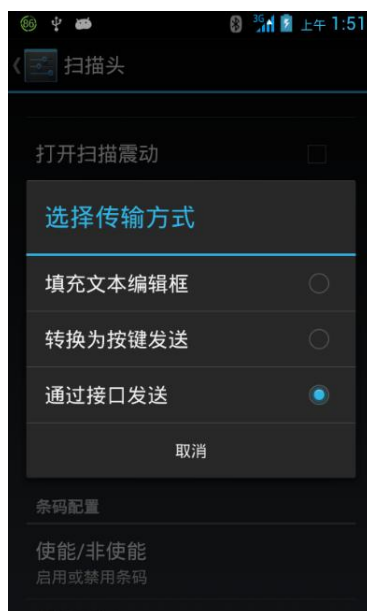 86 3G 上午 1:51
扫描头
打开扫描震动
选择传输方式
填充文本编辑框
转换为按键发送
通过接口发送
取消
条码配置
使能/非使能
启用或禁用条码